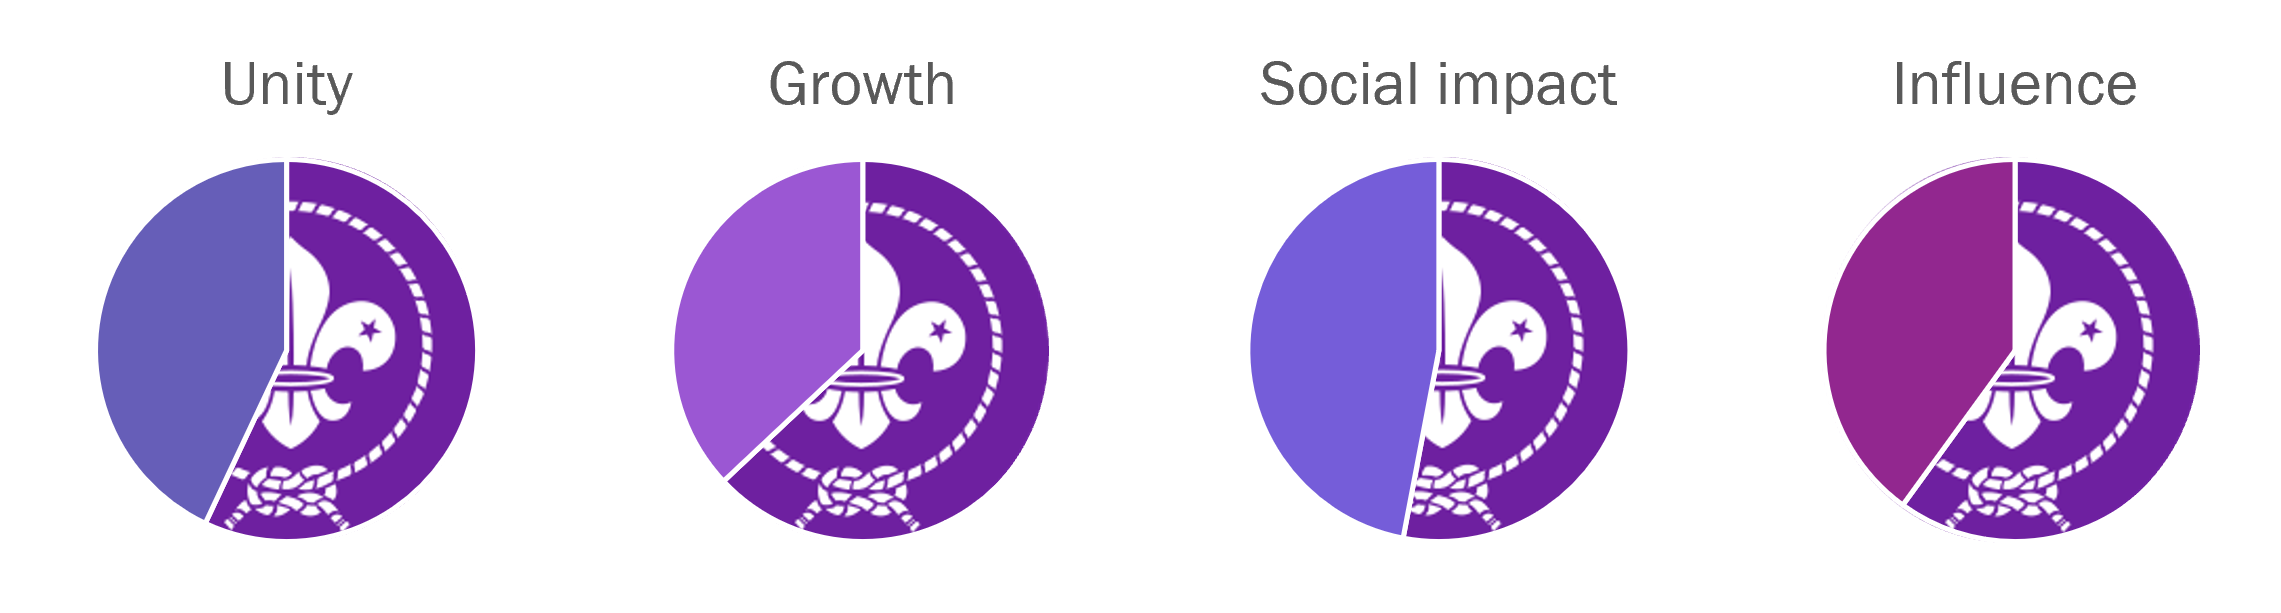 Unity
Growth
Social impact
Influence